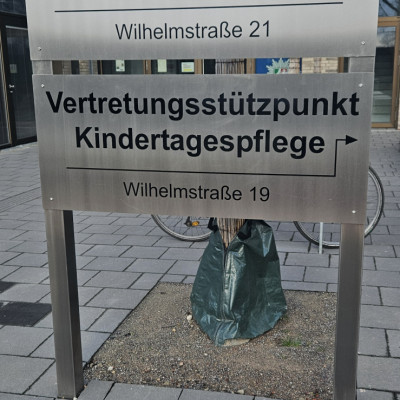 Wilhelmstraße 21
Vertretungsstützpunkt
Kindertagespflege
Wilhelmstraße 19